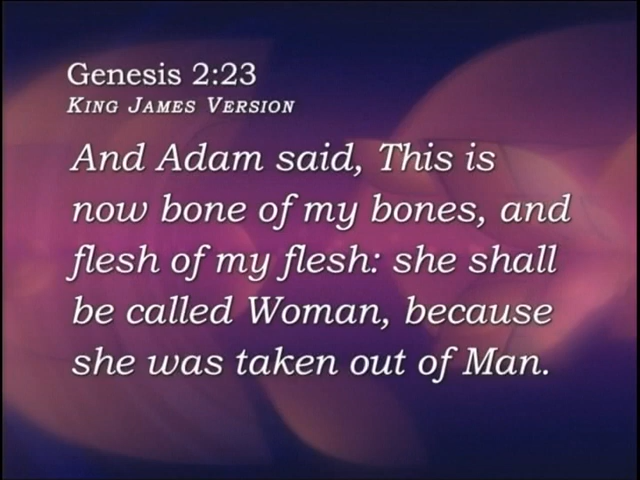 Genesis 2:23
King James Version
And Adam said, This is
now bone of my bones, and
flesh of my flesh: she shall
be called Woman, because
she was taken out of Man.